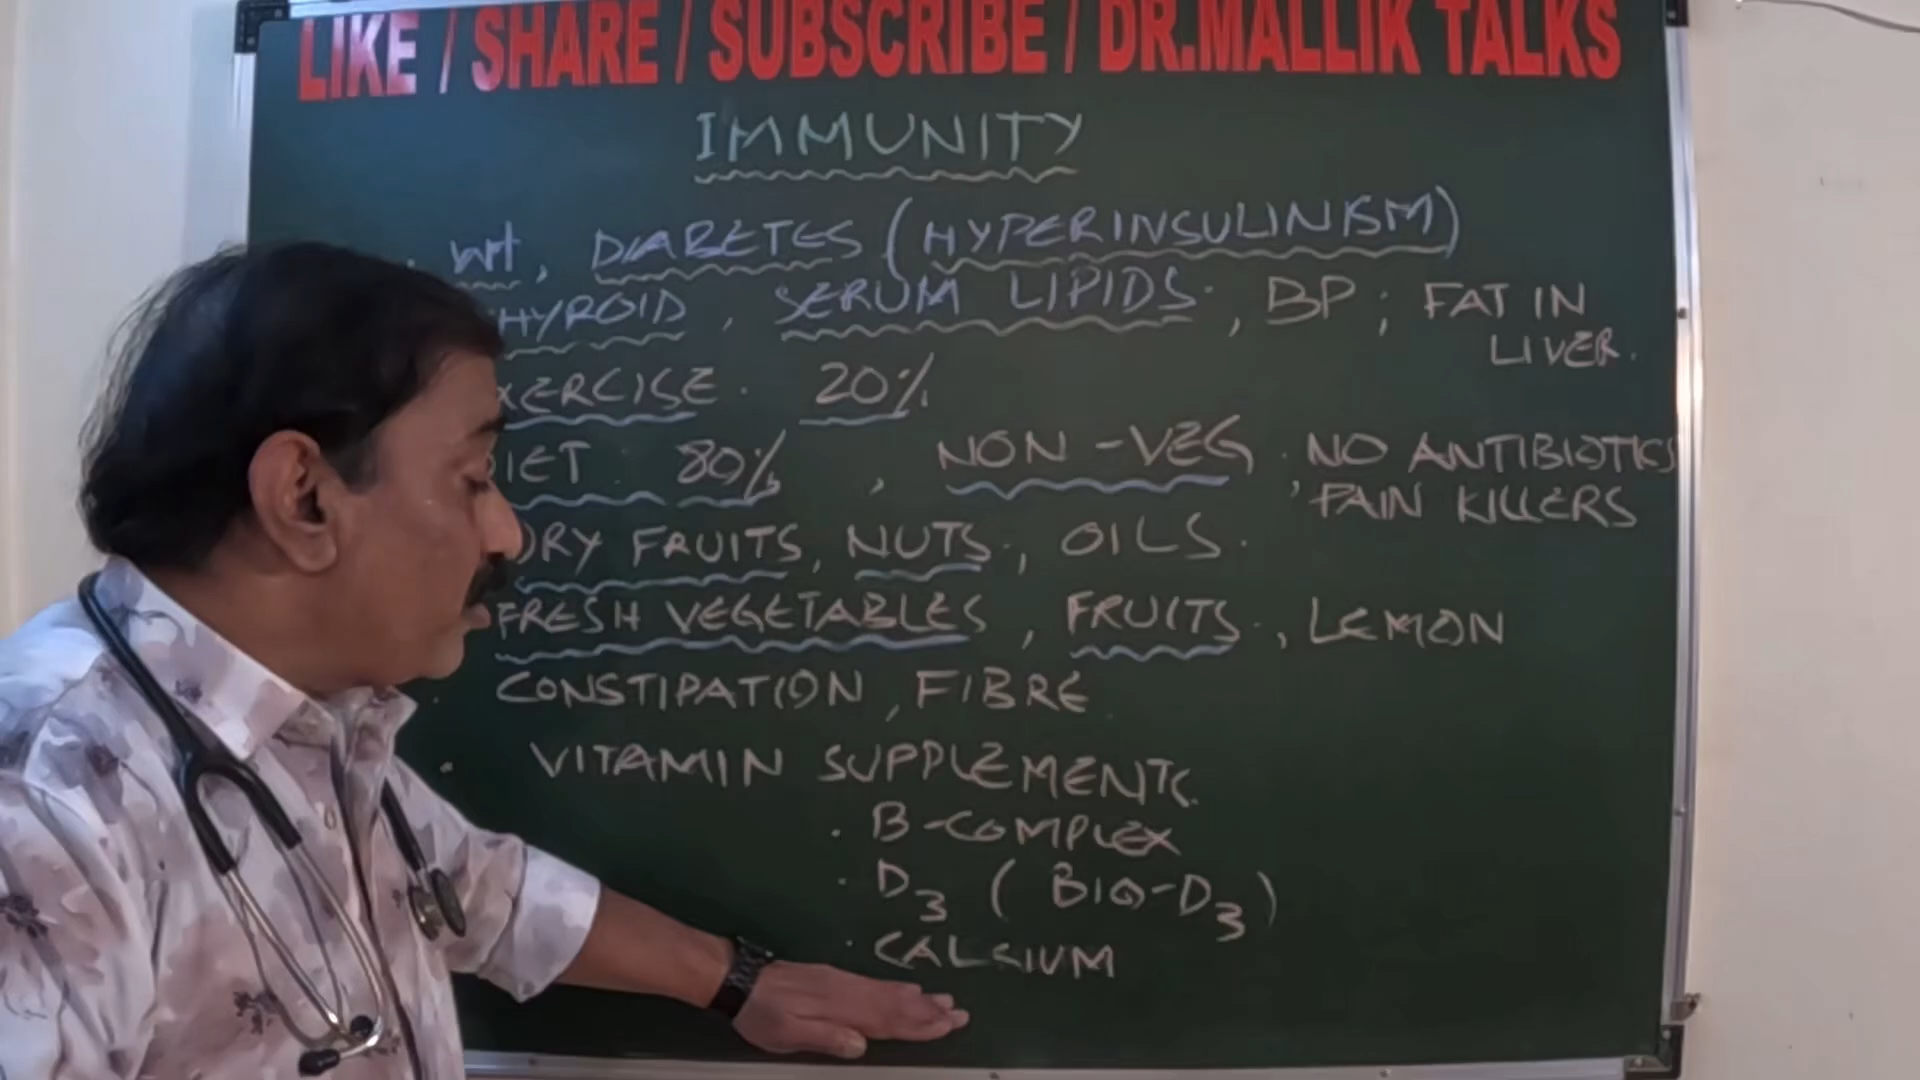 LIKE / SHARE / SUBSCRIBE / DR.MALLIK TALKS
IMMUNITY
· wt, DIABETES (HYPERINSULINISM)
HYROID, SERUM LIPIDS·, BP; FAT IN
LIVER.
XERCISE· 20%
IET 80%, NON-VEG · NO ANTIBIOTICS
, PAIN KILLERS
DRY FRUITS, NUTS·, OILS·
FRESH VEGETABLES, FRUITS·, LEMON
· CONSTIPATION, FIBRE
· VITAMIN SUPPLEMENTS.
· B-COMPLEX
· D3 (BIO-D3)
· CALCIUM